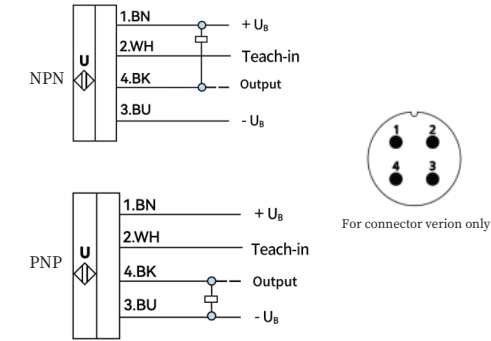 1.BN
+ UB
2.WH
Teach-in
U
NPN
4.BK
Output
3.BU
- UB
1 2
4 3
For connector verion only
1.BN
+ UB
2.WH
Teach-in
U
PNP
4.BK
Output
3.BU
- UB